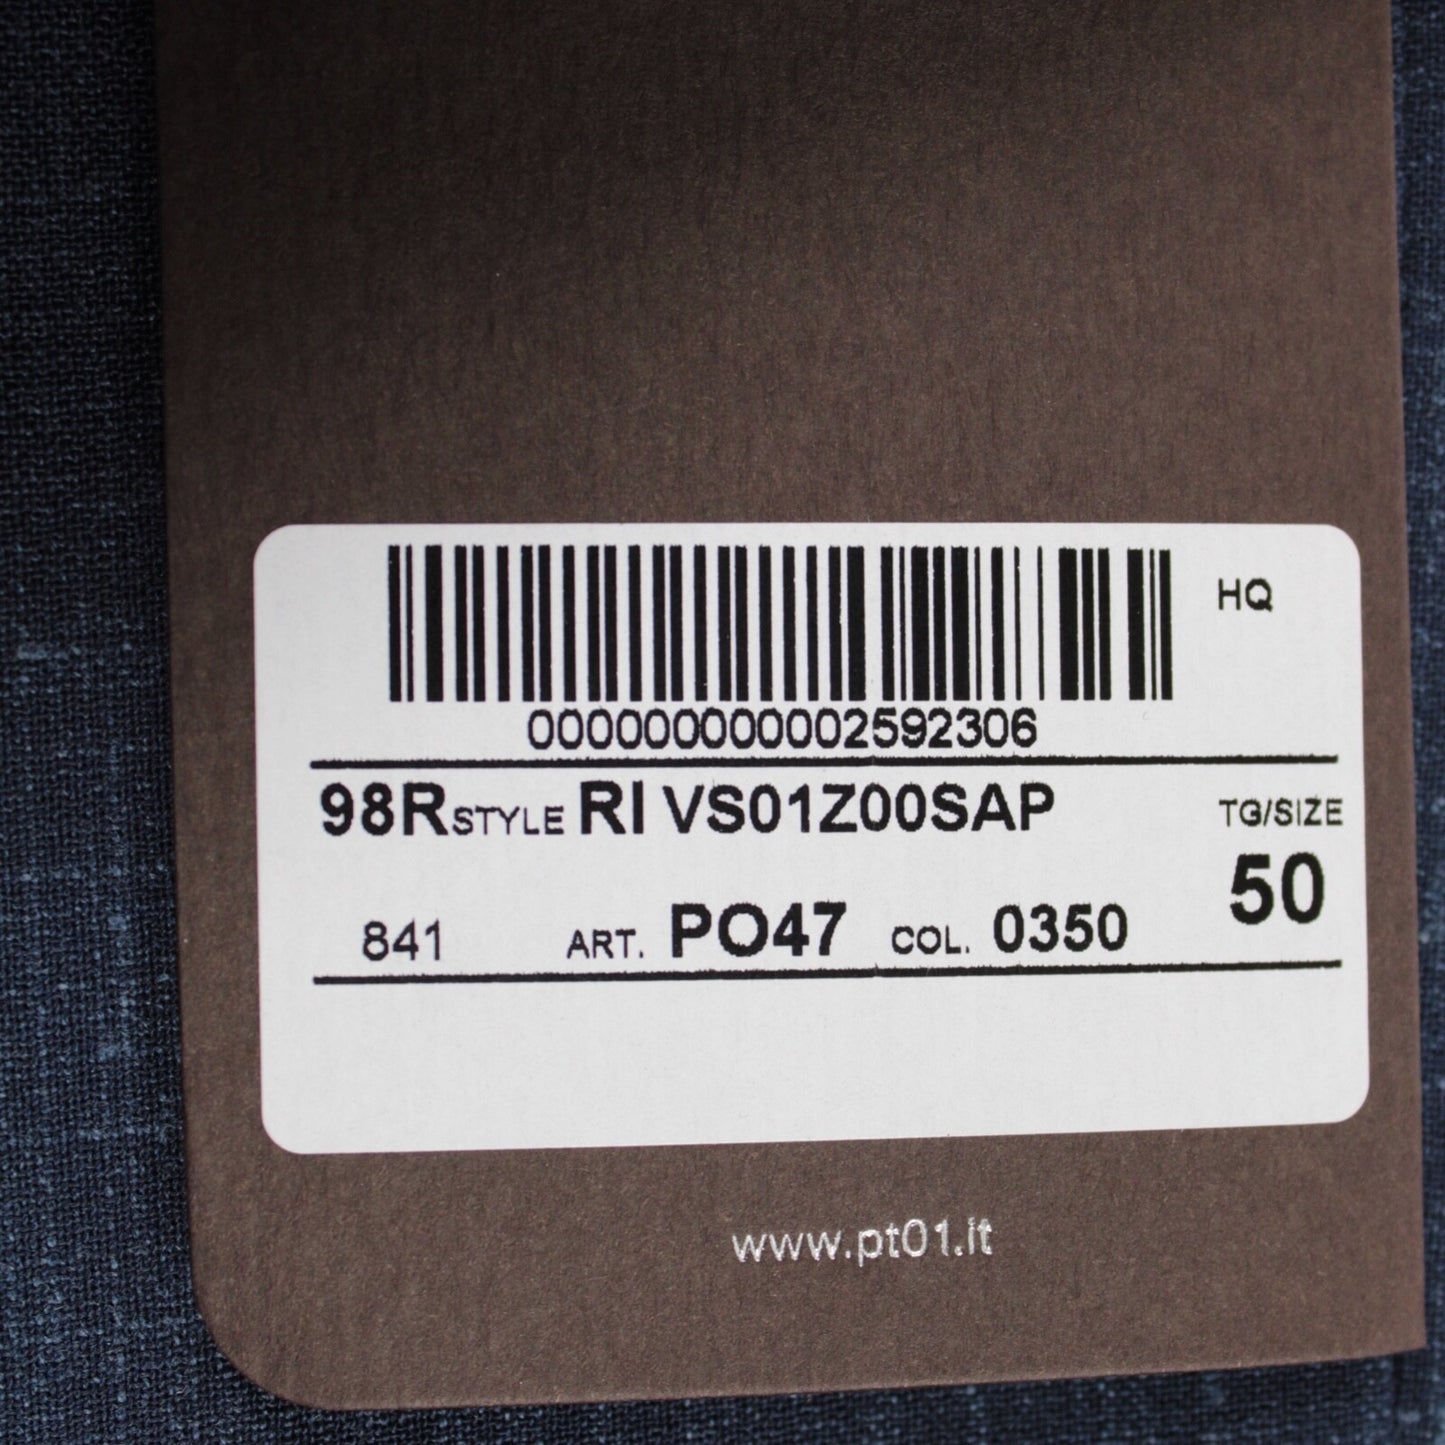 HQ
0000000000002592306
98R STYLE RI VS01Z00SAP
TG/SIZE
50
841 ART. PO47 COL. 0350
www.pt01.it